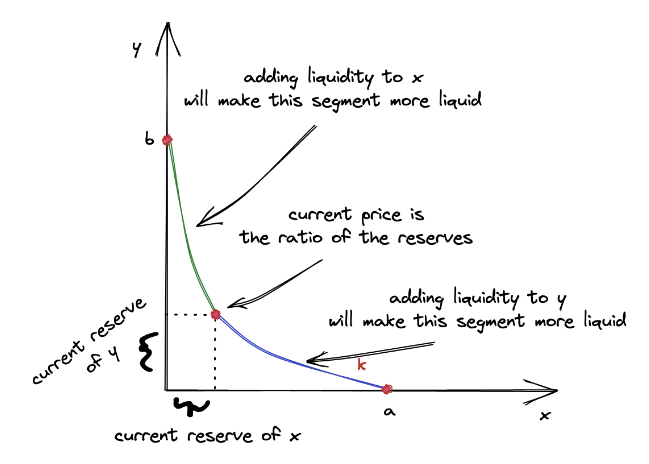 y
adding liquidity to x
will make this segment more liquid
b
current price is
the ratio of the reserves
adding liquidity to y
will make this segment more liquid
current reserve
of y
k
a
x
current reserve of x